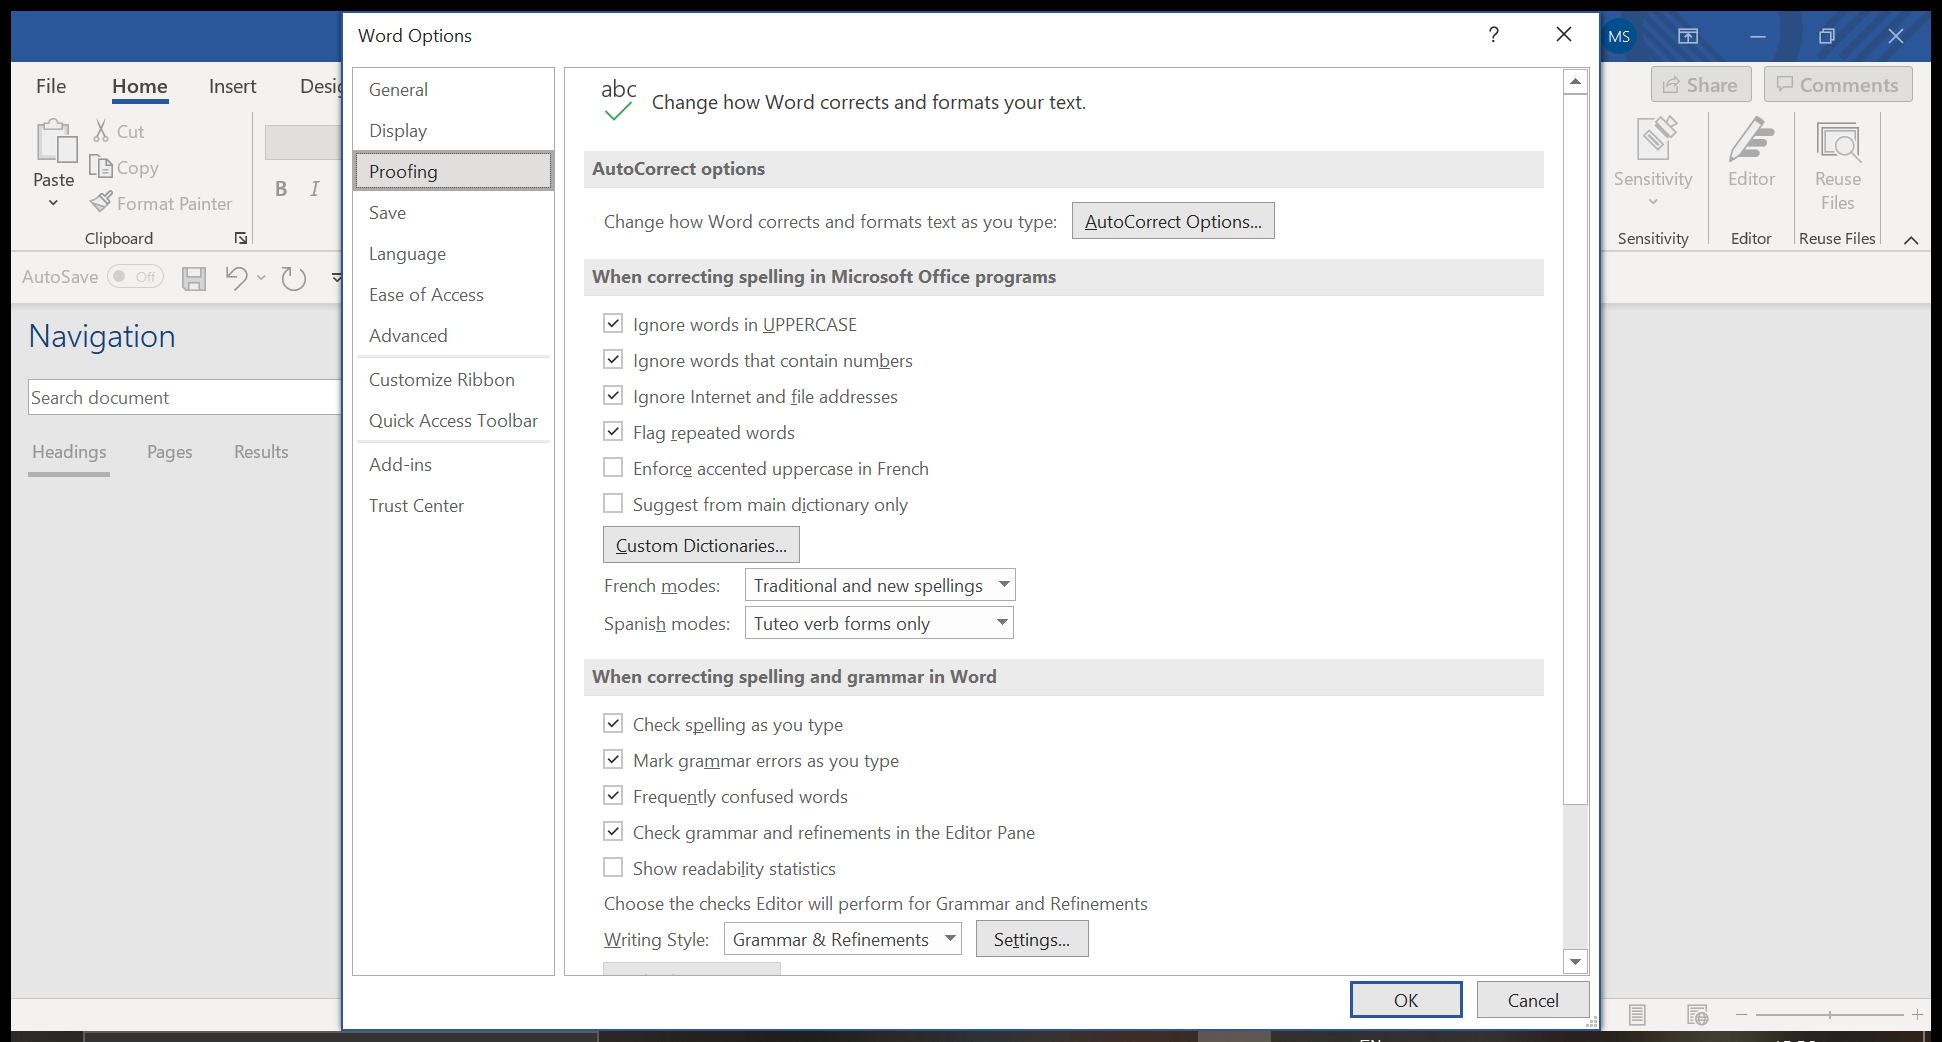 Word Options
?
MS
File
Home
Insert
Desig
Share
Comments
Paste
Cut
Copy
Format Painter
B I
Clipboard
Sensitivity
Editor
Reuse
Files
Sensitivity
Editor
Reuse Files
AutoSave
Off
Navigation
Search document
Headings
Pages
Results
General
Display
Proofing
Save
Language
Ease of Access
Advanced
Customize Ribbon
Quick Access Toolbar
Add-ins
Trust Center
abc
Change how Word corrects and formats your text.
AutoCorrect options
Change how Word corrects and formats text as you type: AutoCorrect Options...
When correcting spelling in Microsoft Office programs
Ignore words in UPPERCASE
Ignore words that contain numbers
Ignore Internet and file addresses
Flag repeated words
Enforce accented uppercase in French
Suggest from main dictionary only
Custom Dictionaries...
French modes: Traditional and new spellings
Spanish modes: Tuteo verb forms only
When correcting spelling and grammar in Word
Check spelling as you type
Mark grammar errors as you type
Frequently confused words
Check grammar and refinements in the Editor Pane
Show readability statistics
Choose the checks Editor will perform for Grammar and Refinements
Writing Style: Grammar & Refinements Settings...
OK
Cancel